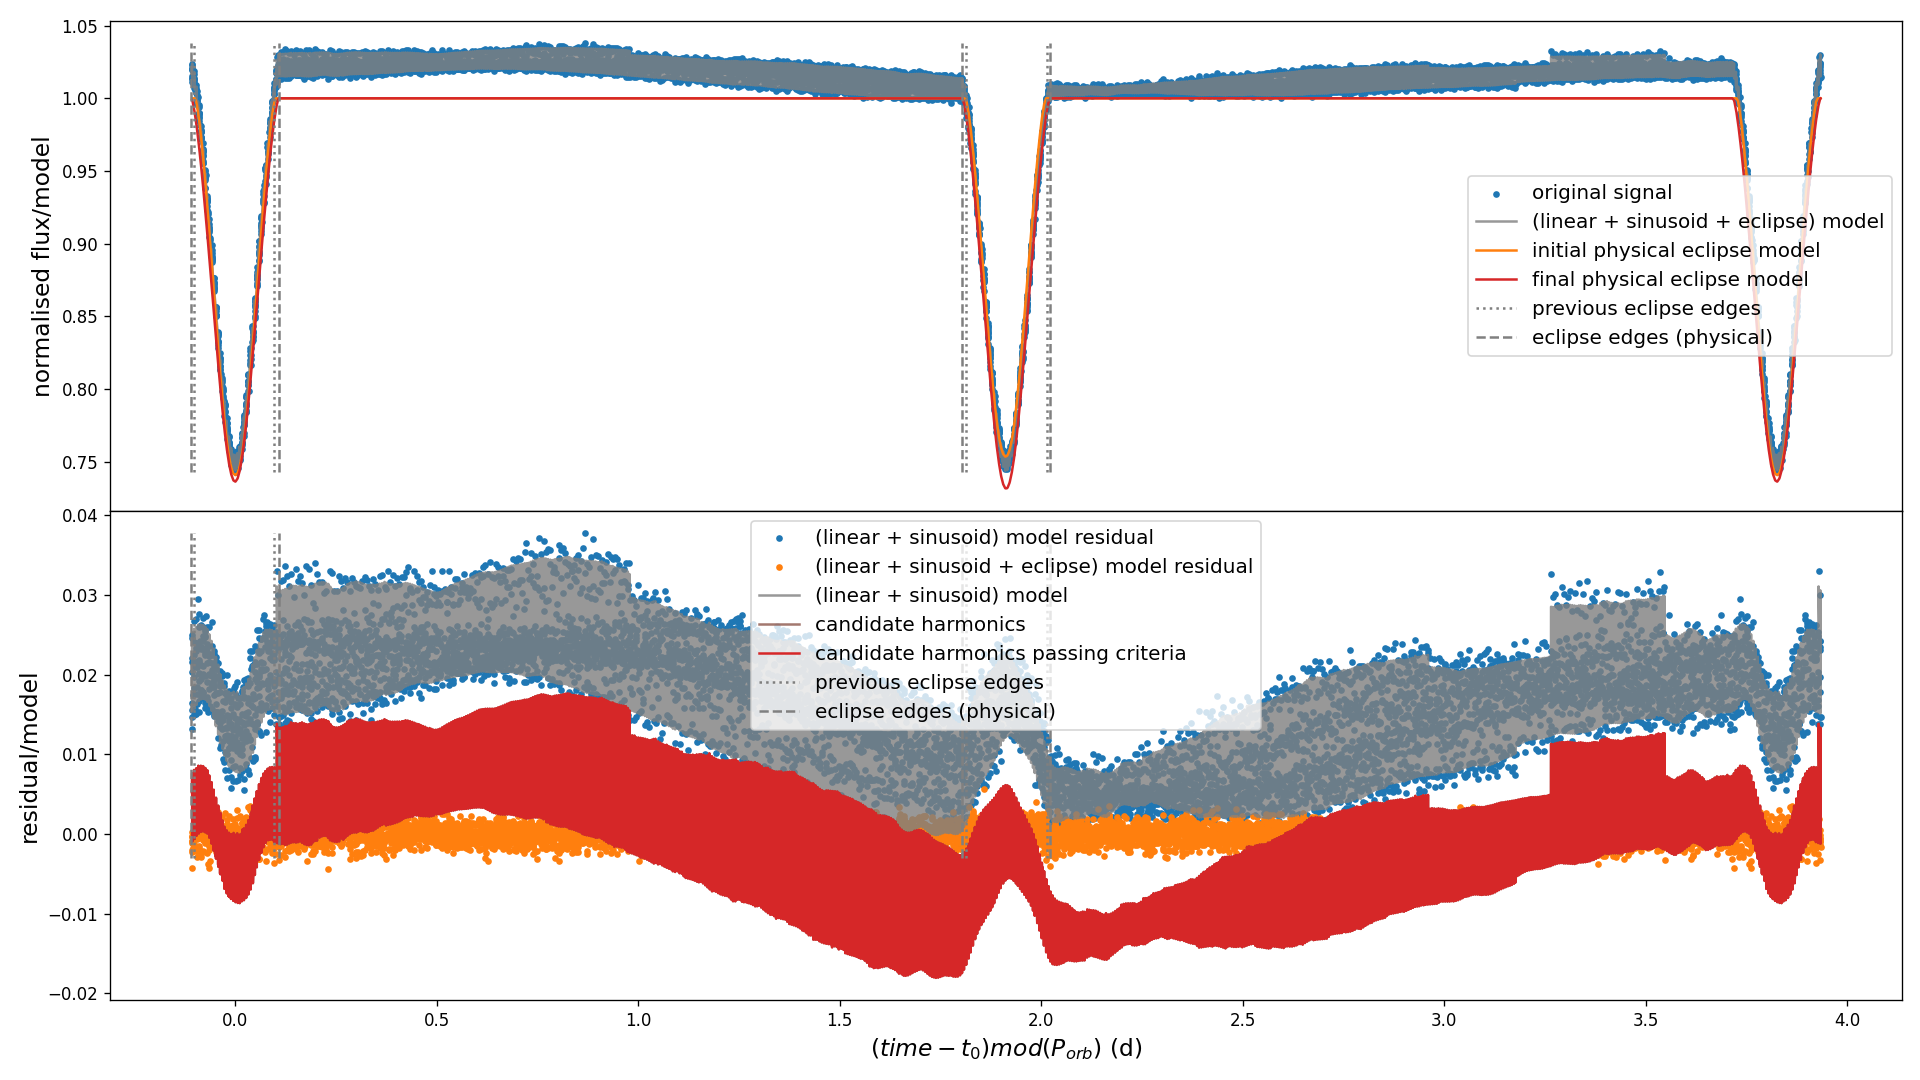 1.05
1.00
0.95
0.90
0.85
0.80
0.75
normalised flux/model
original signal
(linear + sinusoid + eclipse) model
initial physical eclipse model
final physical eclipse model
previous eclipse edges
eclipse edges (physical)
0.04
0.03
0.02
0.01
0.00
−0.01
−0.02
residual/model
(linear + sinusoid) model residual
(linear + sinusoid + eclipse) model residual
(linear + sinusoid) model
candidate harmonics
candidate harmonics passing criteria
previous eclipse edges
eclipse edges (physical)
0.0 0.5 1.0 1.5 2.0 2.5 3.0 3.5 4.0
(time − t₀)mod(P_orb) (d)